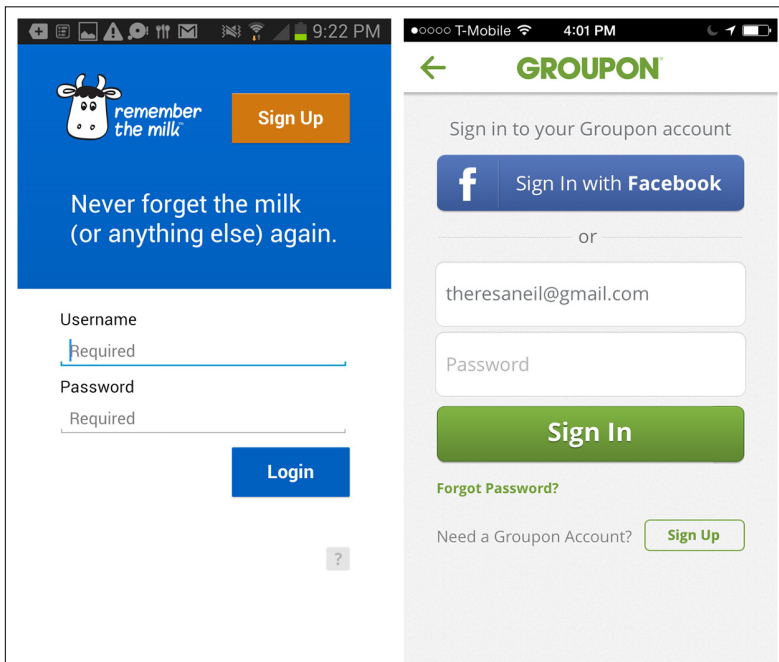 9:22 PM
remember
the milk
Sign Up
Never forget the milk
(or anything else) again.
Username
Required
Password
Required
Login
?
T-Mobile 4:01 PM
GROUPON
Sign in to your Groupon account
f Sign In with Facebook
or
theresaneil@gmail.com
Password
Sign In
Forgot Password?
Need a Groupon Account? Sign Up